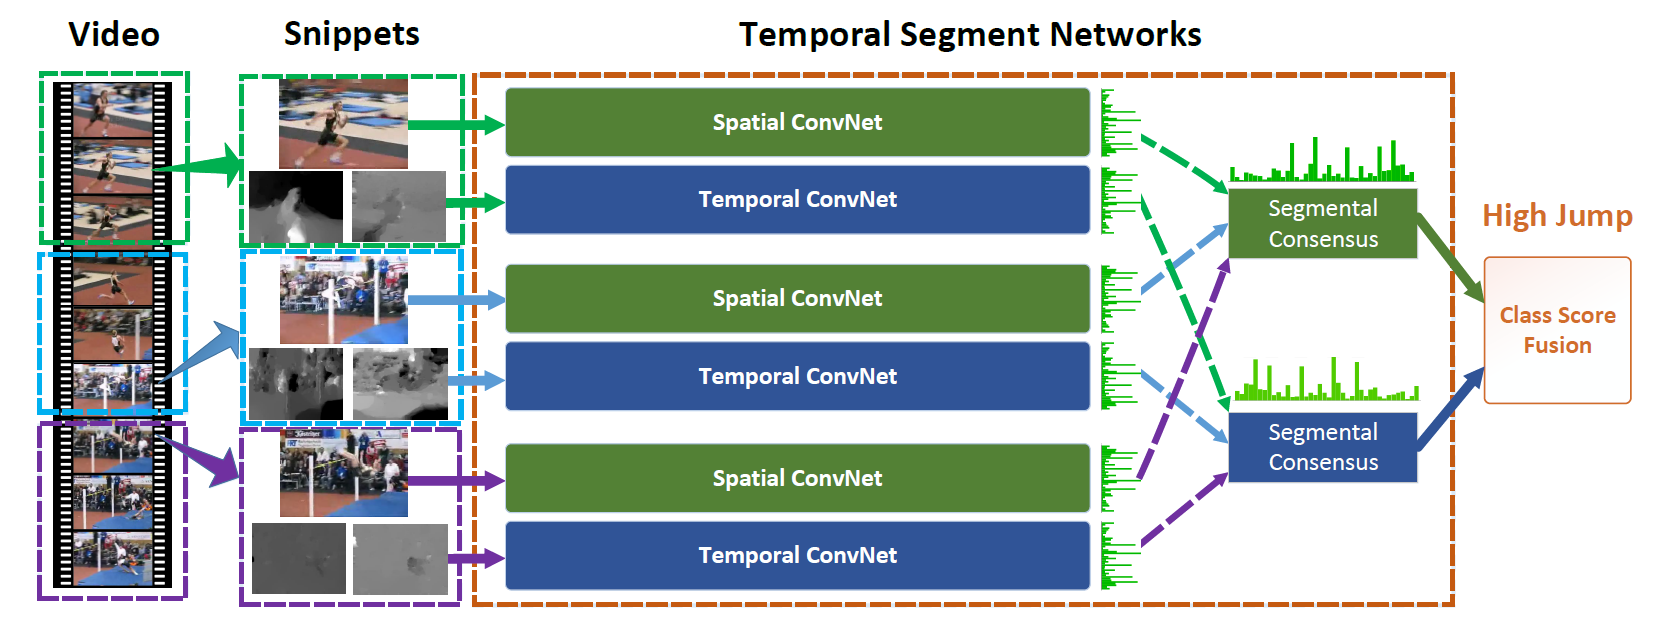 Video
Snippets
Temporal Segment Networks
Spatial ConvNet
Temporal ConvNet
Spatial ConvNet
Temporal ConvNet
Spatial ConvNet
Temporal ConvNet
Segmental
Consensus
Segmental
Consensus
High Jump
Class Score
Fusion